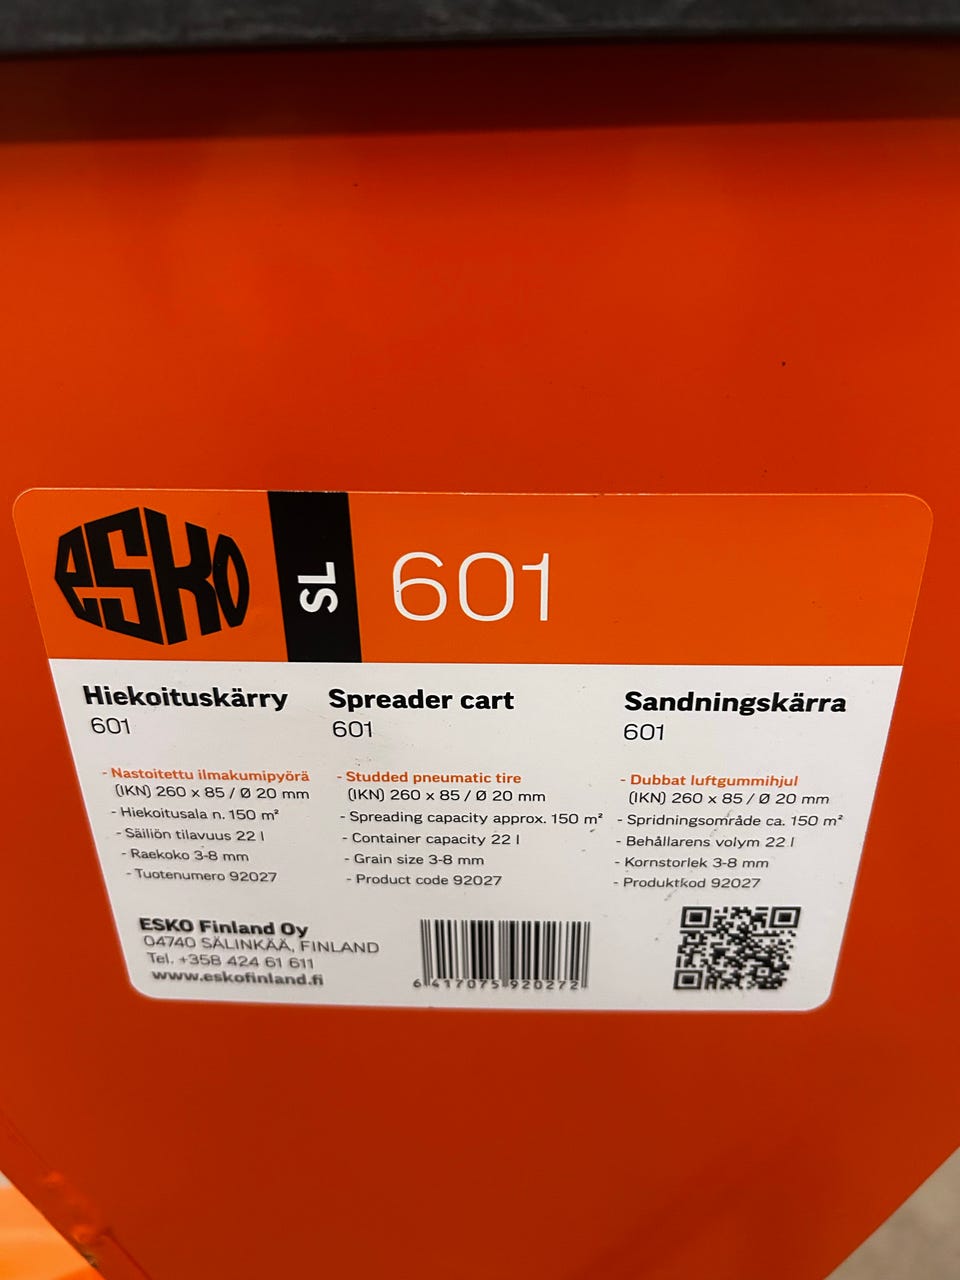 esko
SL
601
Hiekoituskärry
601
- Nastoitettu ilmakumipyörä
(IKN) 260 x 85 / Ø 20 mm
- Hiekoitusala n. 150 m²
- Säiliön tilavuus 22 l
- Raekoko 3-8 mm
- Tuotenumero 92027
Spreader cart
601
- Studded pneumatic tire
(IKN) 260 x 85 / Ø 20 mm
- Spreading capacity approx. 150 m²
- Container capacity 22 l
- Grain size 3-8 mm
- Product code 92027
Sandningskärra
601
- Dubbat luftgummihjul
(IKN) 260 x 85 / Ø 20 mm
- Spridningsområde ca. 150 m²
- Behållarens volym 22 l
- Kornstorlek 3-8 mm
- Produktkod 92027
ESKO Finland Oy
04740 SÄLINKÄÄ, FINLAND
Tel. +358 424 61 611
www.eskofinland.fi
6 417075 920272